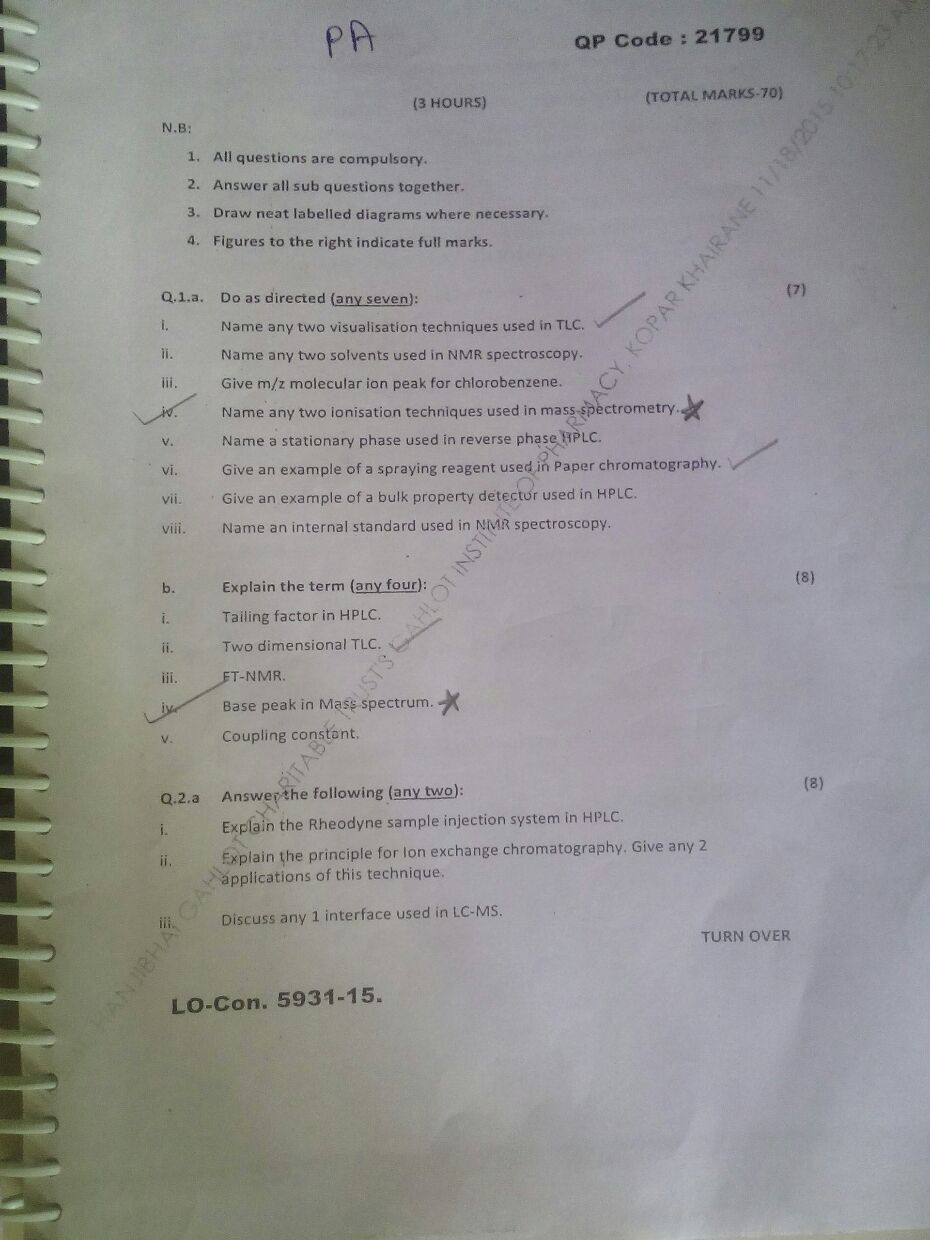 PA
QP Code : 21799
(3 HOURS)
(TOTAL MARKS-70)
N.B:
1. All questions are compulsory.
2. Answer all sub questions together.
3. Draw neat labelled diagrams where necessary.
4. Figures to the right indicate full marks.
Q.1.a. Do as directed (any seven): (7)
i. Name any two visualisation techniques used in TLC.
ii. Name any two solvents used in NMR spectroscopy.
iii. Give m/z molecular ion peak for chlorobenzene.
iv. Name any two ionisation techniques used in mass spectrometry.
v. Name a stationary phase used in reverse phase HPLC.
vi. Give an example of a spraying reagent used in Paper chromatography.
vii. Give an example of a bulk property detector used in HPLC.
viii. Name an internal standard used in NMR spectroscopy.
b. Explain the term (any four): (8)
i. Tailing factor in HPLC.
ii. Two dimensional TLC.
iii. FT-NMR.
iv. Base peak in Mass spectrum.
v. Coupling constant.
Q.2.a Answer the following (any two): (8)
i. Explain the Rheodyne sample injection system in HPLC.
ii. Explain the principle for Ion exchange chromatography. Give any 2
applications of this technique.
iii. Discuss any 1 interface used in LC-MS.
TURN OVER
LO-Con. 5931-15.
GAHLOT CHARITABLE TRUST'S GAHLOT INSTITUTE OF PHARMACY, KOPAR KHAIRANE 11/18/2015 10:17:23